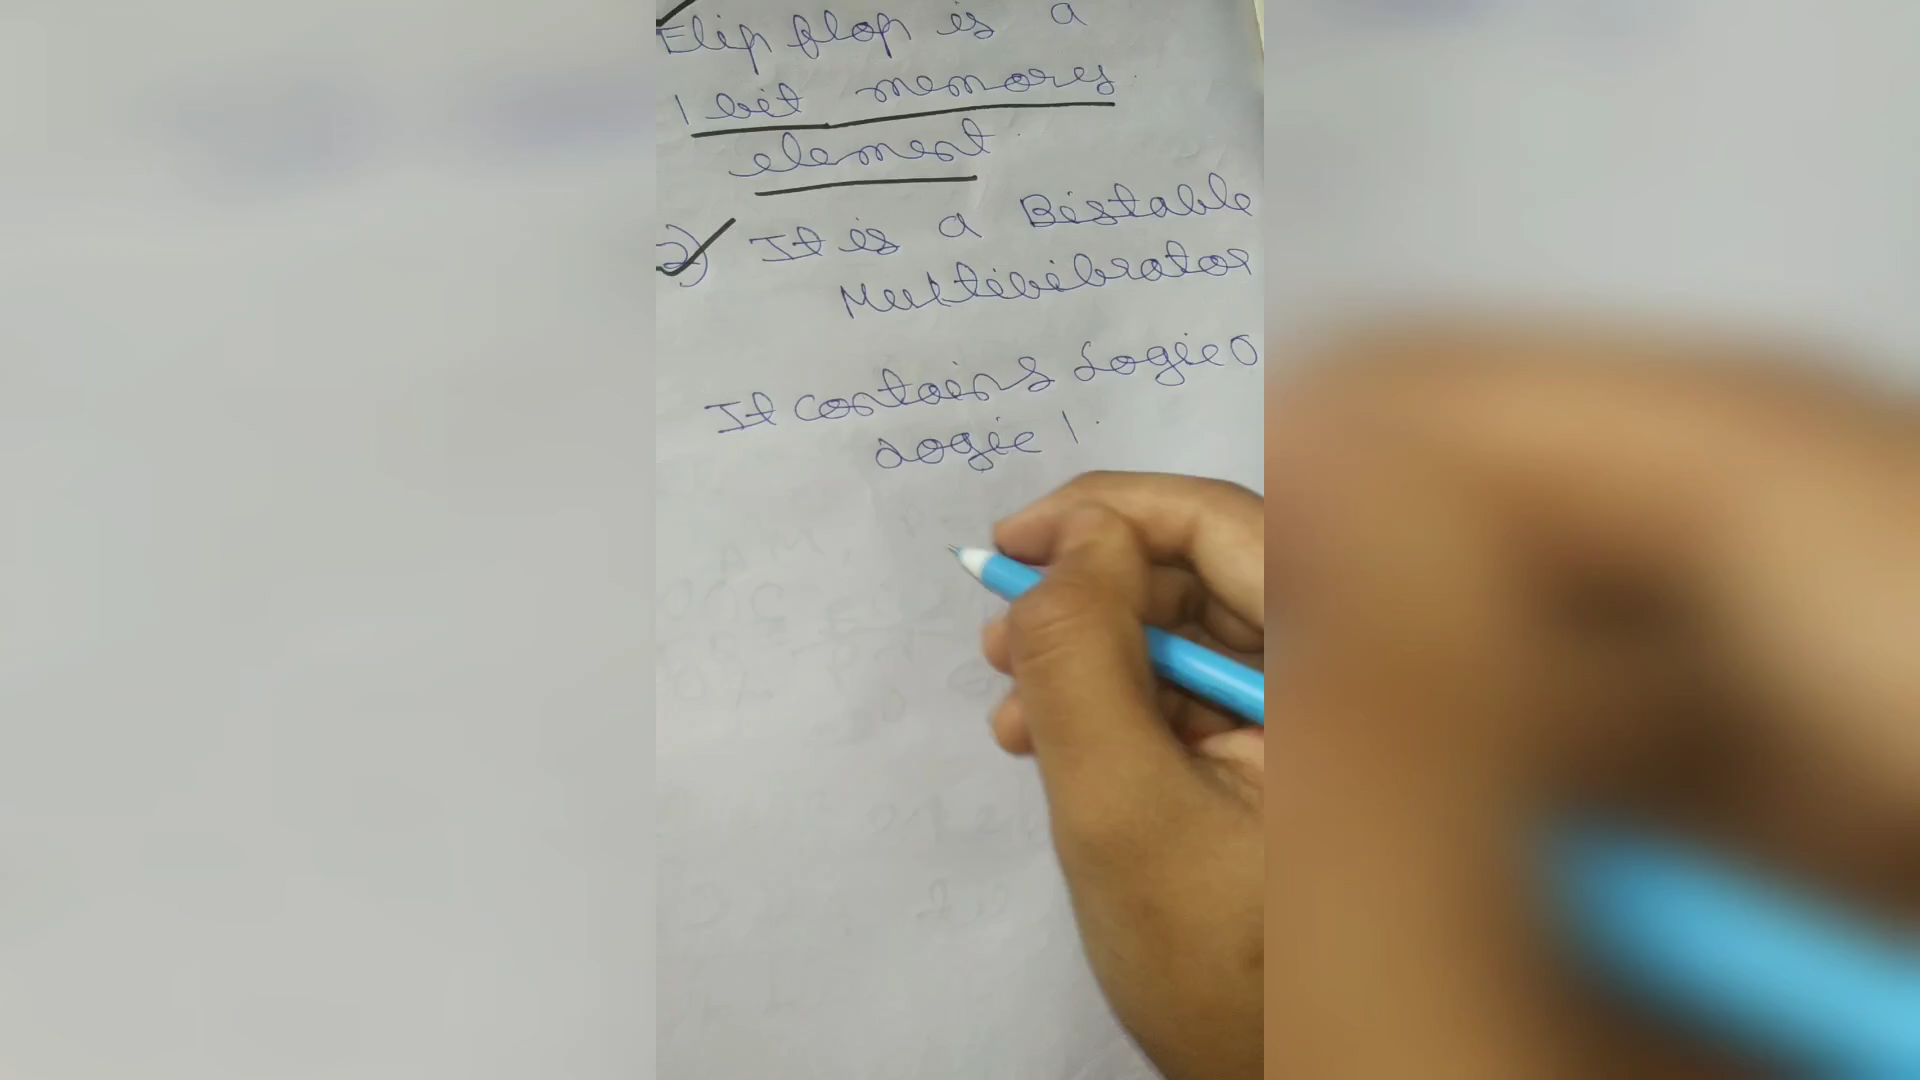 Flip flop is a
1 bit memory
element.
2) It is a Bistable
Multivibrator
It contains Logic 0
Logic 1.